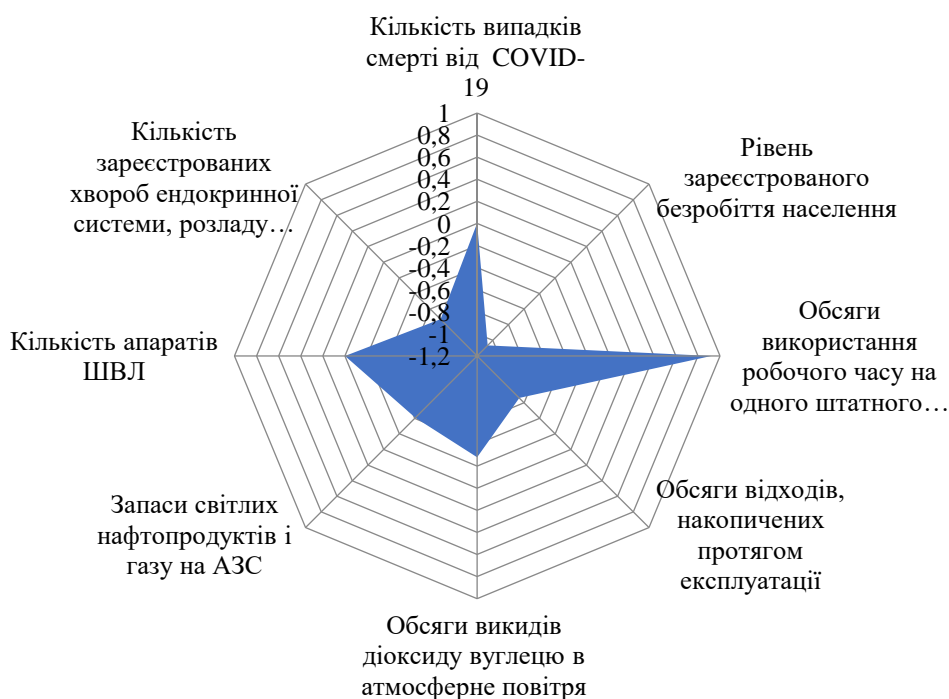 Кількість випадків
смерті від COVID-
19
1
0,8
0,6
0,4
0,2
0
-0,2
-0,4
-0,6
-0,8
-1
-1,2
Рівень
зареєстрованого
безробіття населення
Обсяги
використання
робочого часу на
одного штатного…
Обсяги відходів,
накопичених
протягом
експлуатації
Обсяги викидів
діоксиду вуглецю в
атмосферне повітря
Запаси світлих
нафтопродуктів і
газу на АЗС
Кількість апаратів
ШВЛ
Кількість
зареєстрованих
хвороб ендокринної
системи, розладу…